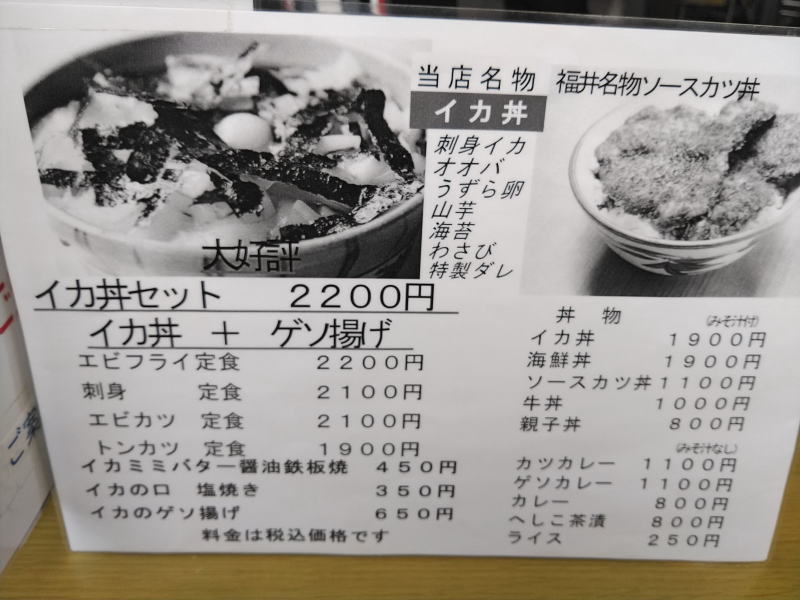 大好評
当店名物
イカ丼
刺身イカ
オオバ
うずら卵
山芋
海苔
わさび
特製ダレ
福井名物ソースカツ丼
イカ丼セット 2200円
イカ丼 + ゲソ揚げ
エビフライ定食 2200円
刺身 定食 2100円
エビカツ 定食 2100円
トンカツ 定食 1900円
イカミミバター醤油鉄板焼 450円
イカの口 塩焼き 350円
イカのゲソ揚げ 650円
料金は税込価格です
丼物 (みそ汁付)
イカ丼 1900円
海鮮丼 1900円
ソースカツ丼 1100円
牛丼 1000円
親子丼 800円
(みそ汁なし)
カツカレー 1100円
ゲソカレー 1100円
カレー 800円
へしこ茶漬 800円
ライス 250円
ご案